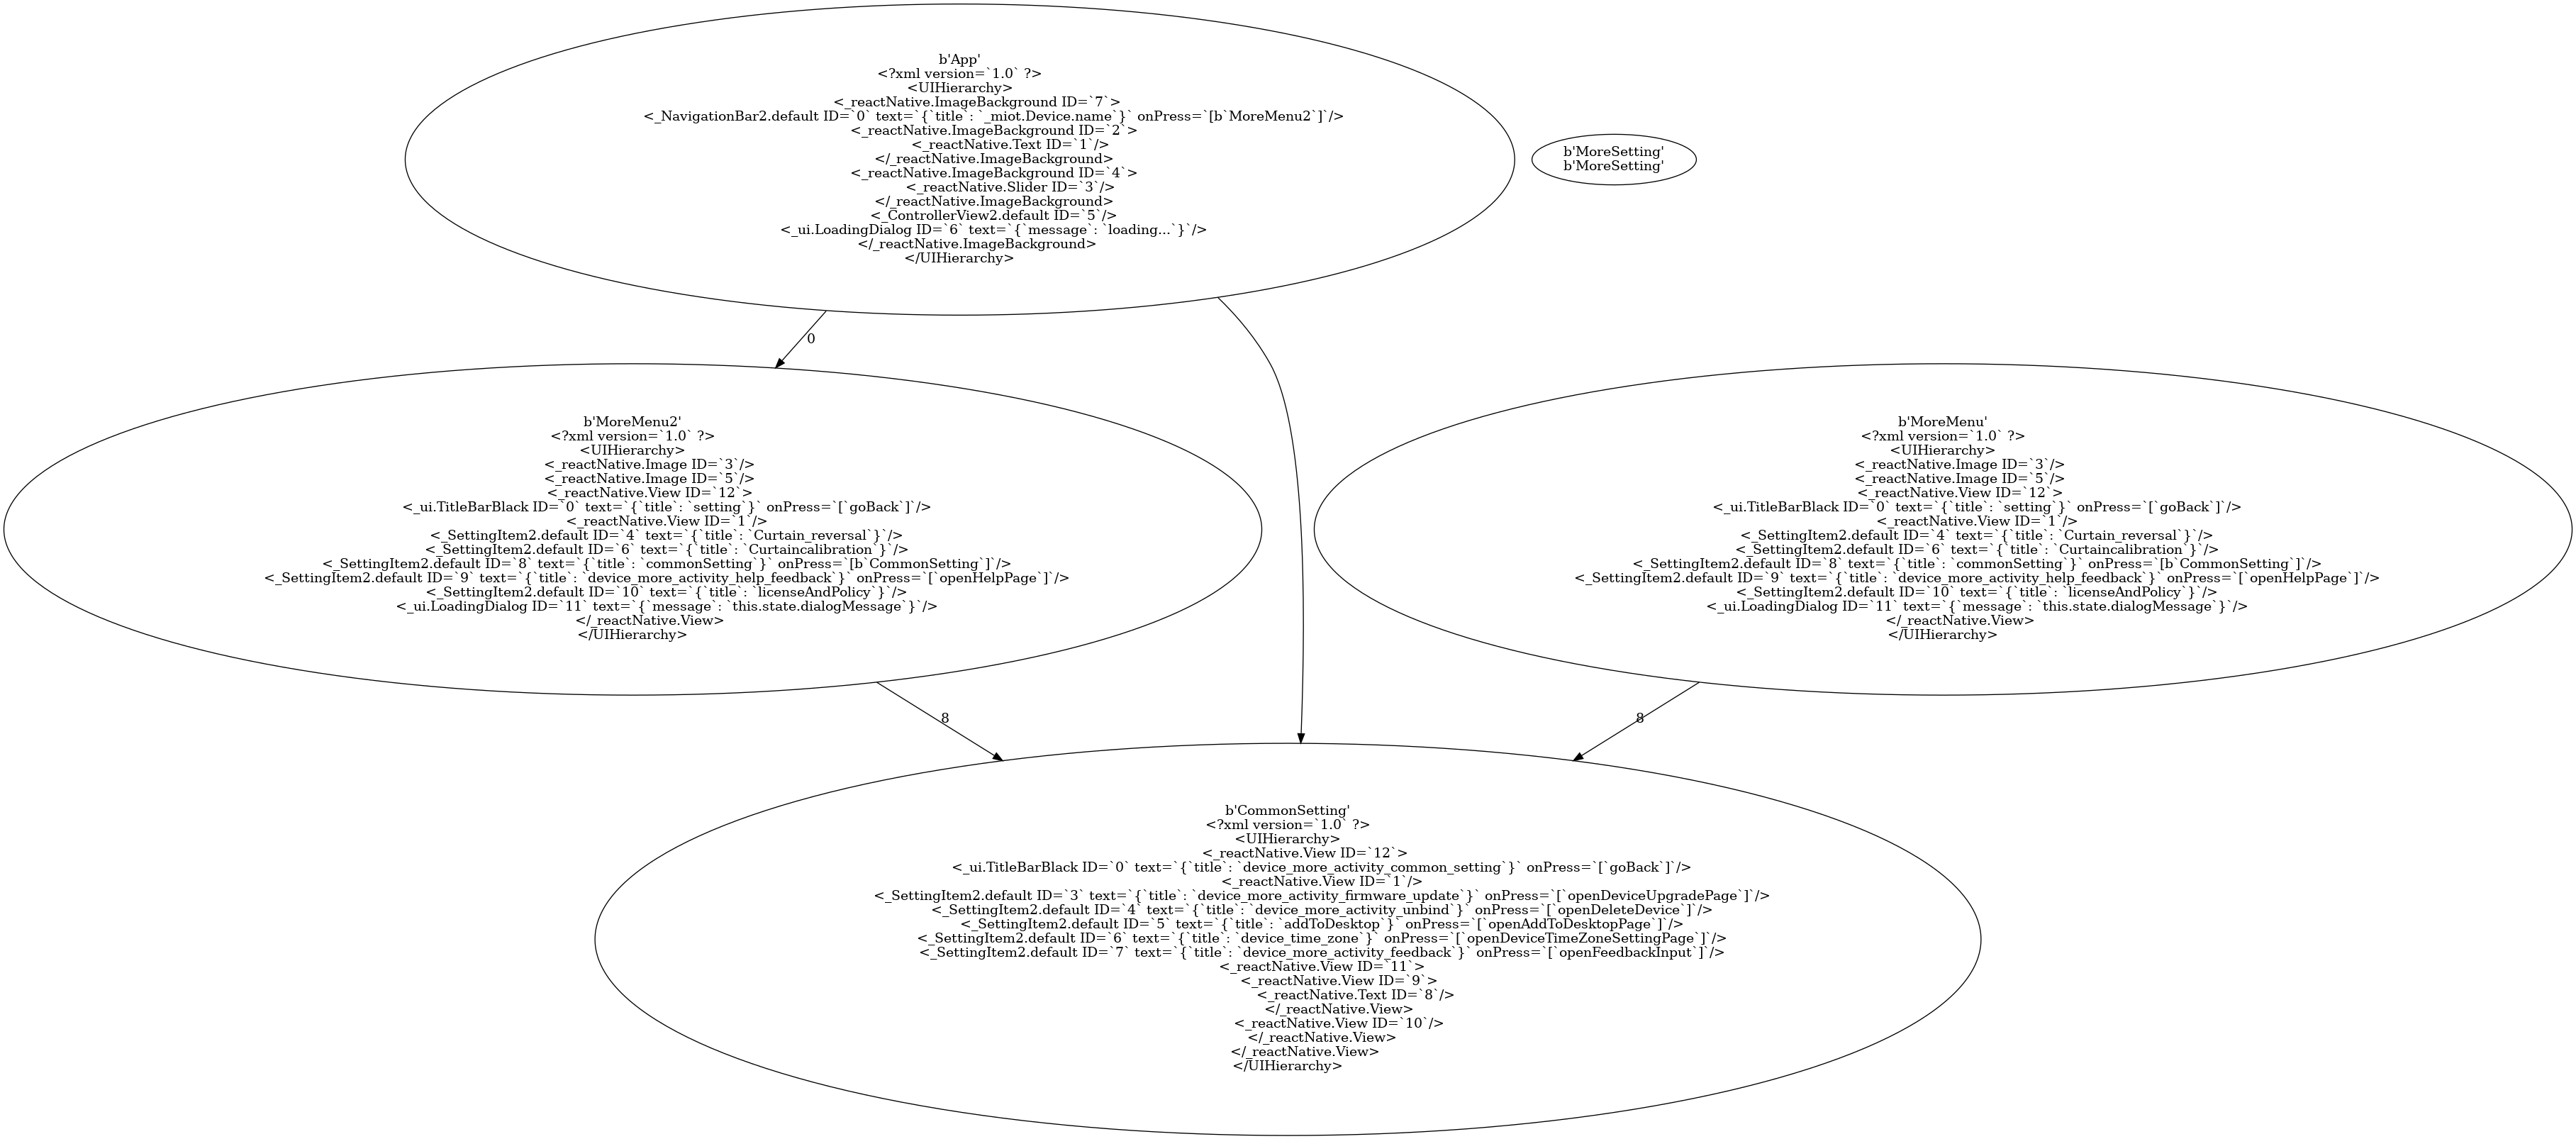 b'App'
<?xml version=`1.0` ?>
<UIHierarchy>
<_reactNative.ImageBackground ID=`7`>
<_NavigationBar2.default ID=`0` text=`{`title`: `_miot.Device.name`}` onPress=`[b`MoreMenu2`]`/>
<_reactNative.ImageBackground ID=`2`>
<_reactNative.Text ID=`1`/>
</_reactNative.ImageBackground>
<_reactNative.ImageBackground ID=`4`>
<_reactNative.Slider ID=`3`/>
</_reactNative.ImageBackground>
<_ControllerView2.default ID=`5`/>
<_ui.LoadingDialog ID=`6` text=`{`message`: `loading...`}`/>
</_reactNative.ImageBackground>
</UIHierarchy>
b'MoreSetting'
b'MoreSetting'
0
b'MoreMenu2'
<?xml version=`1.0` ?>
<UIHierarchy>
<_reactNative.Image ID=`3`/>
<_reactNative.Image ID=`5`/>
<_reactNative.View ID=`12`>
<_ui.TitleBarBlack ID=`0` text=`{`title`: `setting`}` onPress=`[`goBack`]`/>
<_reactNative.View ID=`1`/>
<_SettingItem2.default ID=`4` text=`{`title`: `Curtain_reversal`}`/>
<_SettingItem2.default ID=`6` text=`{`title`: `Curtaincalibration`}`/>
<_SettingItem2.default ID=`8` text=`{`title`: `commonSetting`}` onPress=`[b`CommonSetting`]`/>
<_SettingItem2.default ID=`9` text=`{`title`: `device_more_activity_help_feedback`}` onPress=`[`openHelpPage`]`/>
<_SettingItem2.default ID=`10` text=`{`title`: `licenseAndPolicy`}`/>
<_ui.LoadingDialog ID=`11` text=`{`message`: `this.state.dialogMessage`}`/>
</_reactNative.View>
</UIHierarchy>
b'MoreMenu'
<?xml version=`1.0` ?>
<UIHierarchy>
<_reactNative.Image ID=`3`/>
<_reactNative.Image ID=`5`/>
<_reactNative.View ID=`12`>
<_ui.TitleBarBlack ID=`0` text=`{`title`: `setting`}` onPress=`[`goBack`]`/>
<_reactNative.View ID=`1`/>
<_SettingItem2.default ID=`4` text=`{`title`: `Curtain_reversal`}`/>
<_SettingItem2.default ID=`6` text=`{`title`: `Curtaincalibration`}`/>
<_SettingItem2.default ID=`8` text=`{`title`: `commonSetting`}` onPress=`[b`CommonSetting`]`/>
<_SettingItem2.default ID=`9` text=`{`title`: `device_more_activity_help_feedback`}` onPress=`[`openHelpPage`]`/>
<_SettingItem2.default ID=`10` text=`{`title`: `licenseAndPolicy`}`/>
<_ui.LoadingDialog ID=`11` text=`{`message`: `this.state.dialogMessage`}`/>
</_reactNative.View>
</UIHierarchy>
8
8
b'CommonSetting'
<?xml version=`1.0` ?>
<UIHierarchy>
<_reactNative.View ID=`12`>
<_ui.TitleBarBlack ID=`0` text=`{`title`: `device_more_activity_common_setting`}` onPress=`[`goBack`]`/>
<_reactNative.View ID=`1`/>
<_SettingItem2.default ID=`3` text=`{`title`: `device_more_activity_firmware_update`}` onPress=`[`openDeviceUpgradePage`]`/>
<_SettingItem2.default ID=`4` text=`{`title`: `device_more_activity_unbind`}` onPress=`[`openDeleteDevice`]`/>
<_SettingItem2.default ID=`5` text=`{`title`: `addToDesktop`}` onPress=`[`openAddToDesktopPage`]`/>
<_SettingItem2.default ID=`6` text=`{`title`: `device_time_zone`}` onPress=`[`openDeviceTimeZoneSettingPage`]`/>
<_SettingItem2.default ID=`7` text=`{`title`: `device_more_activity_feedback`}` onPress=`[`openFeedbackInput`]`/>
<_reactNative.View ID=`11`>
<_reactNative.View ID=`9`>
<_reactNative.Text ID=`8`/>
</_reactNative.View>
<_reactNative.View ID=`10`/>
</_reactNative.View>
</_reactNative.View>
</UIHierarchy>